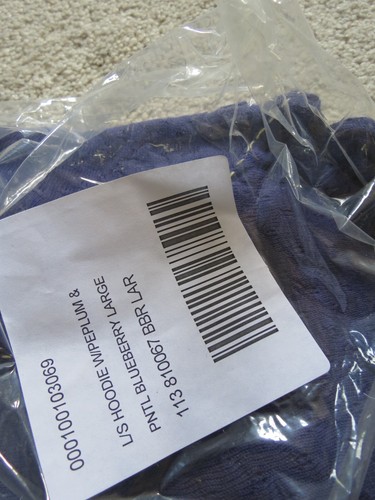 000100103069
L/S HOODIE W/PEPLUM &
PNTL BLUEBERRY LARGE
113 810067 BBR LAR